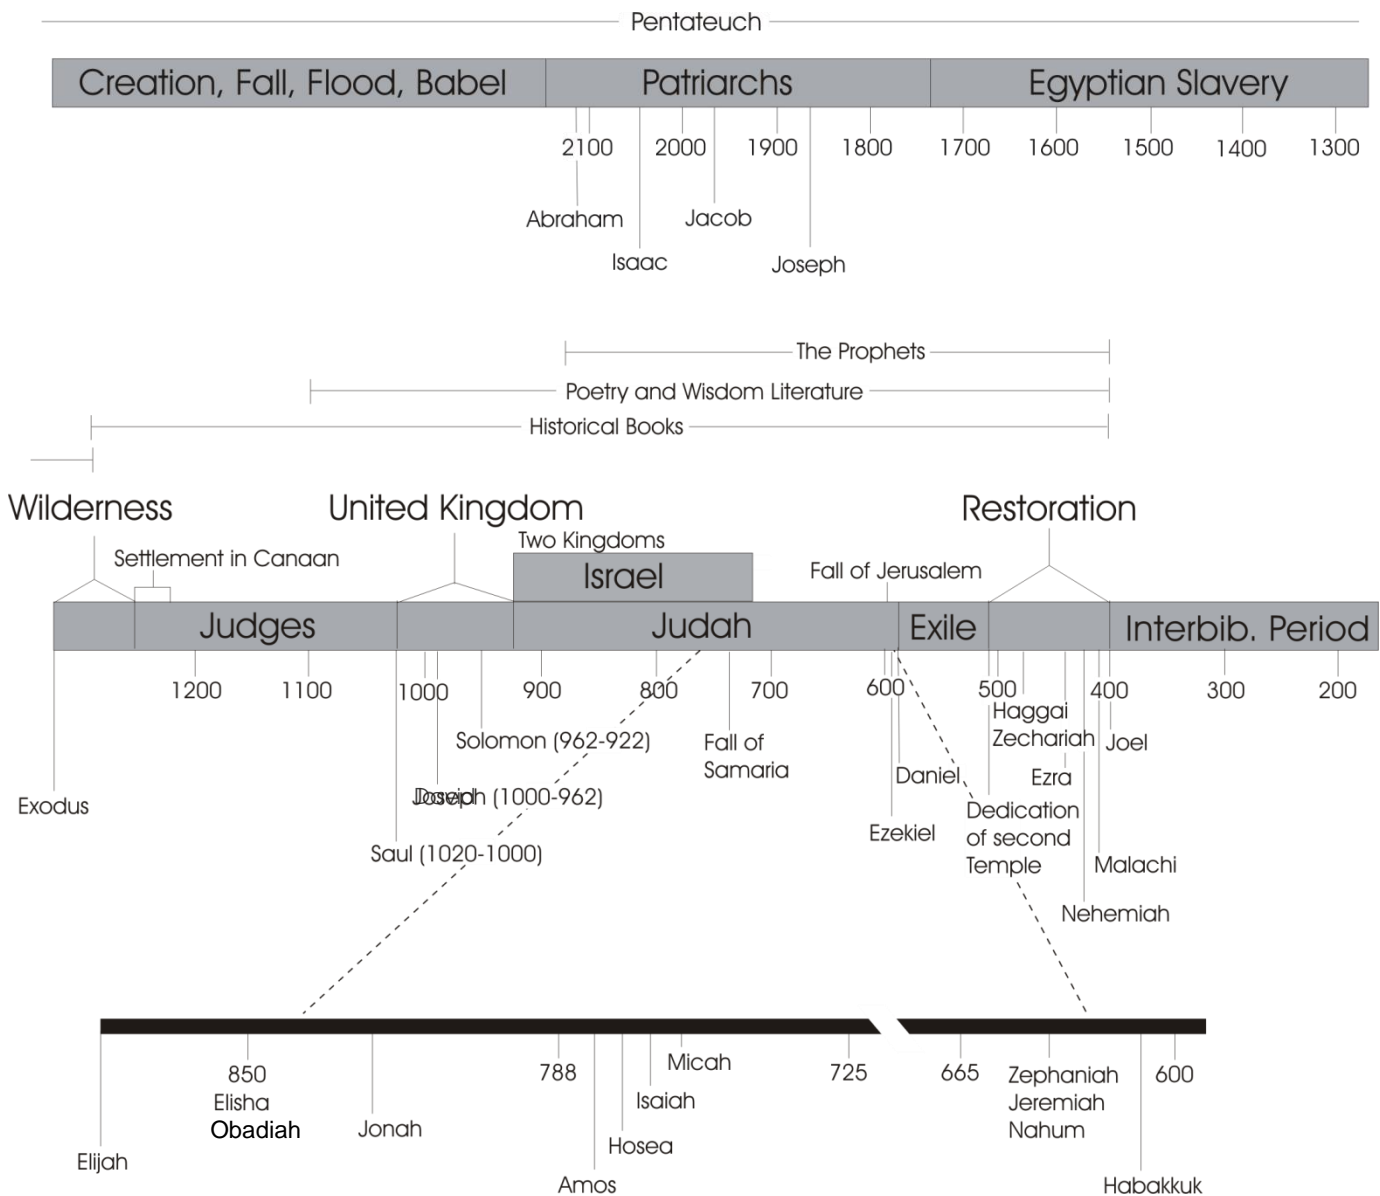 Pentateuch
Creation, Fall, Flood, Babel
Patriarchs
Egyptian Slavery
2100
2000
1900
1800
1700
1600
1500
1400
1300
Abraham
Jacob
Isaac
Joseph
The Prophets
Poetry and Wisdom Literature
Historical Books
Wilderness
United Kingdom
Restoration
Settlement in Canaan
Two Kingdoms
Israel
Fall of Jerusalem
Judges
Judah
Exile
Interbib. Period
1200
1100
1000
900
800
700
600
500
400
300
200
Haggai
Zechariah
Joel
Solomon (962-922)
Fall of
Samaria
Daniel
Ezra
Exodus
(1000-962)
Dedication
of second
Temple
Ezekiel
Saul (1020-1000)
Malachi
Nehemiah
850
Elisha
Obadiah
788
Micah
725
665
Zephaniah
Jeremiah
Nahum
600
Isaiah
Jonah
Hosea
Elijah
Amos
Habakkuk